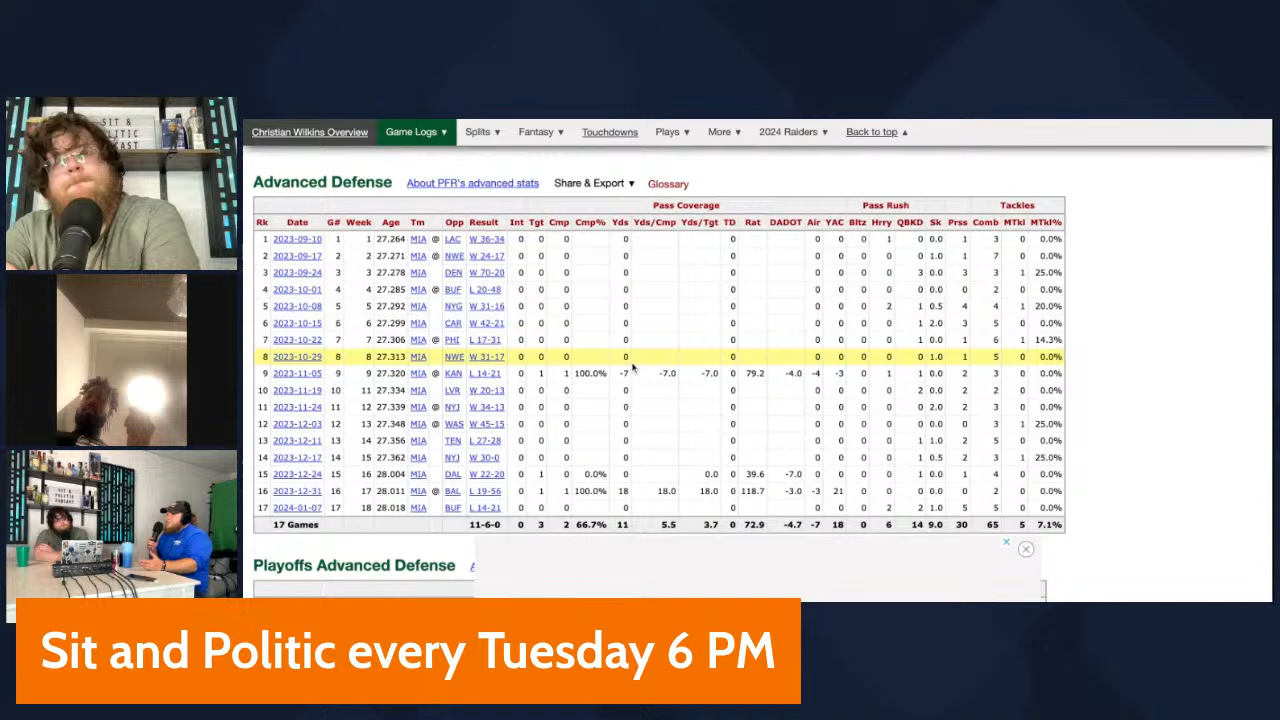 SIT &
POLITIC
CAST
Christian Wilkins Overview Game Logs ▼ Splits ▼ Fantasy ▼ Touchdowns Plays ▼ More ▼ 2024 Raiders ▼ Back to top ▲
Advanced Defense About PFR's advanced stats Share & Export ▼ Glossary
Pass Coverage Pass Rush Tackles
Rk Date G# Week Age Tm Opp Result Int Tgt Cmp Cmp% Yds Yds/Cmp Yds/Tgt TD Rat DADOT Air YAC Bltz Hrry QBKD Sk Prss Comb MTkl MTkl%
1 2023-09-10 1 1 27.264 MIA @ LAC W 36-34 0 0 0 0 0 0 0 0 1 0 0.0 1 3 0 0.0%
2 2023-09-17 2 2 27.271 MIA @ NWE W 24-17 0 0 0 0 0 0 0 0 0 0 1.0 1 7 0 0.0%
3 2023-09-24 3 3 27.278 MIA DEN W 70-20 0 0 0 0 0 0 0 0 0 3 0.0 3 3 1 25.0%
4 2023-10-01 4 4 27.285 MIA @ BUF L 20-48 0 0 0 0 0 0 0 0 0 0 0.0 0 2 0 0.0%
5 2023-10-08 5 5 27.292 MIA NYG W 31-16 0 0 0 0 0 0 0 0 2 1 0.5 4 4 1 20.0%
6 2023-10-15 6 6 27.299 MIA CAR W 42-21 0 0 0 0 0 0 0 0 0 1 2.0 3 5 0 0.0%
7 2023-10-22 7 7 27.306 MIA @ PHI L 17-31 0 0 0 0 0 0 0 0 0 1 0.0 1 6 1 14.3%
8 2023-10-29 8 8 27.313 MIA NWE W 31-17 0 0 0 0 0 0 0 0 0 0 1.0 1 5 0 0.0%
9 2023-11-05 9 9 27.320 MIA @ KAN L 14-21 0 1 1 100.0% -7 -7.0 -7.0 0 79.2 -4.0 -4 -3 0 1 1 0.0 2 3 0 0.0%
10 2023-11-19 10 11 27.334 MIA LVR W 20-13 0 0 0 0 0 0 0 0 0 2 0.0 2 2 0 0.0%
11 2023-11-24 11 12 27.339 MIA @ NYJ W 34-13 0 0 0 0 0 0 0 0 0 0 2.0 2 3 0 0.0%
12 2023-12-03 12 13 27.348 MIA @ WAS W 45-15 0 0 0 0 0 0 0 0 0 2 0.0 2 3 1 25.0%
13 2023-12-11 13 14 27.356 MIA TEN L 27-28 0 0 0 0 0 0 0 0 0 1 1.0 2 5 0 0.0%
14 2023-12-17 14 15 27.362 MIA NYJ W 30-0 0 0 0 0 0 0 0 0 0 1 0.5 2 3 1 25.0%
15 2023-12-24 15 16 28.004 MIA DAL W 22-20 0 1 0 0.0% 0 0.0 0 39.6 -7.0 0 0 0 0 1 0.0 1 4 0 0.0%
16 2023-12-31 16 17 28.011 MIA @ BAL L 19-56 0 1 1 100.0% 18 18.0 18.0 0 118.7 -3.0 -3 21 0 0 0 0.0 0 2 0 0.0%
17 2024-01-07 17 18 28.018 MIA BUF L 14-21 0 0 0 0 0 0 0 0 2 2 1.0 5 5 0 0.0%
17 Games 11-6-0 0 3 2 66.7% 11 5.5 3.7 0 72.9 -4.7 -7 18 0 6 14 9.0 30 65 5 7.1%
Playoffs Advanced Defense
SIT &
POLITIC
Sit and Politic every Tuesday 6 PM